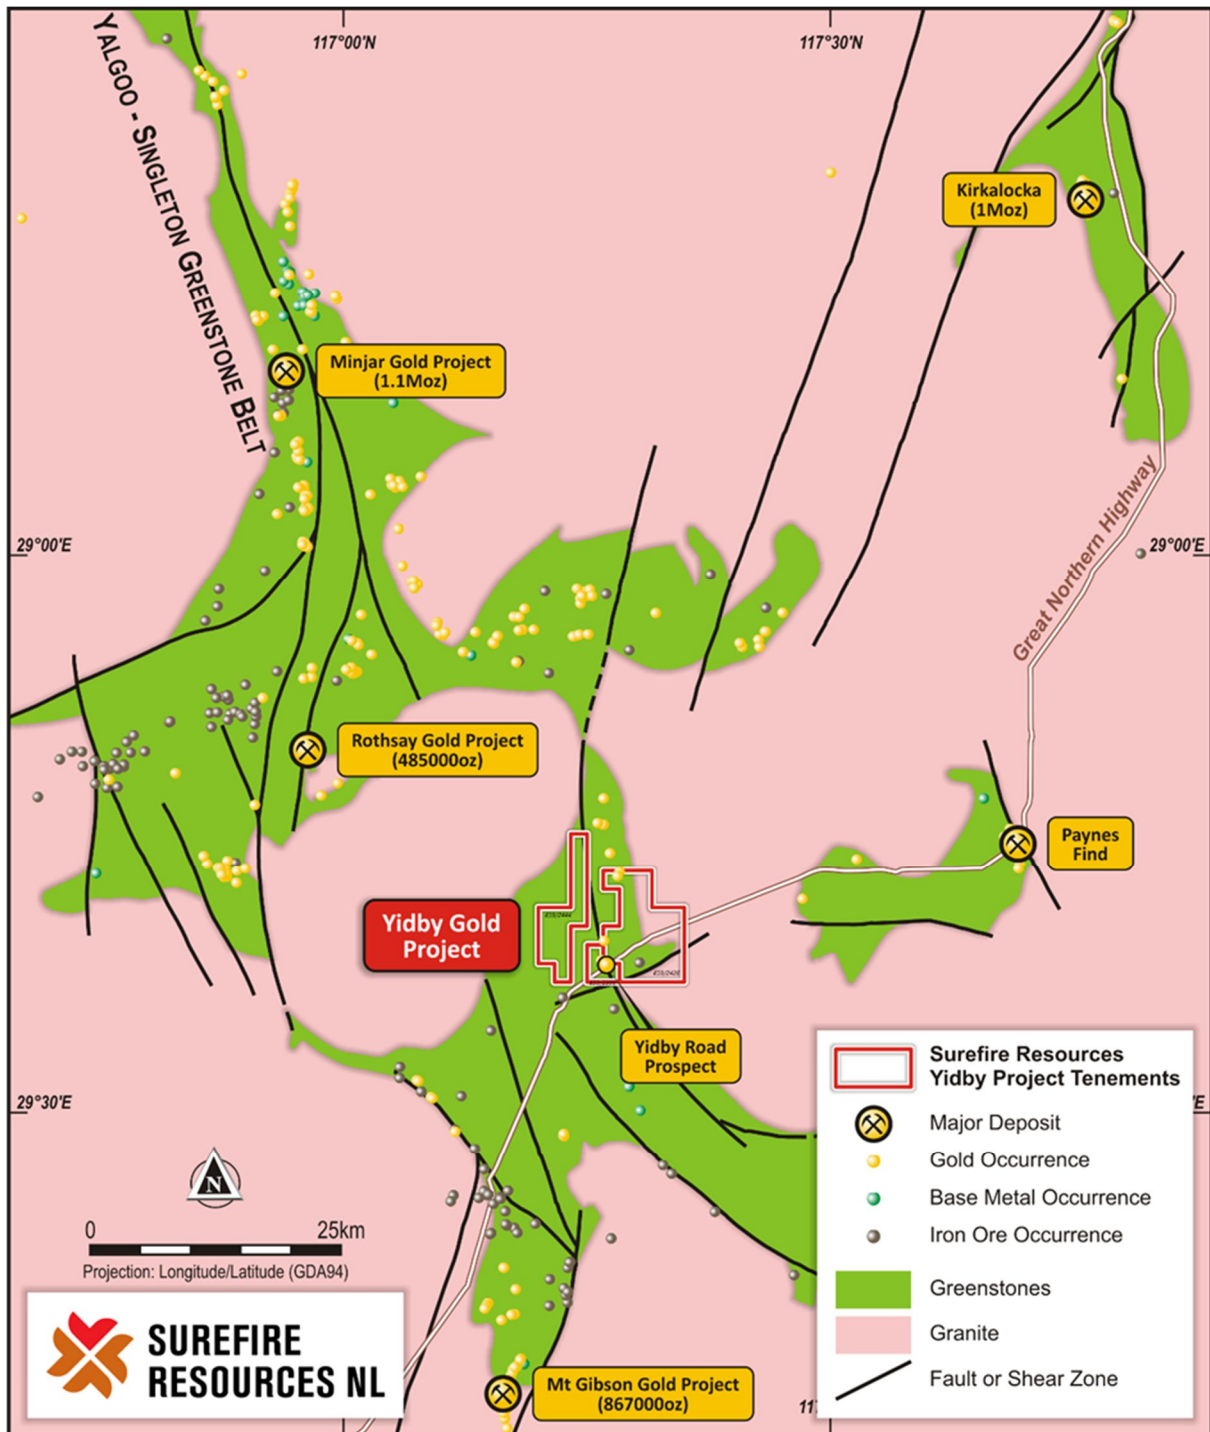 117°00'N
117°30'N
YALGOO - SINGLETON GREENSTONE BELT
Kirkalocka
(1Moz)
Minjar Gold Project
(1.1Moz)
Great Northern Highway
29°00'E
29°00'E
Rothsay Gold Project
(485000oz)
Paynes
Find
Yidby Gold
Project
Yidby Road
Prospect
29°30'E
'E
Surefire Resources
Yidby Project Tenements
Major Deposit
Gold Occurrence
Base Metal Occurrence
Iron Ore Occurrence
Greenstones
Granite
Fault or Shear Zone
N
0 25km
Projection: Longitude/Latitude (GDA94)
SUREFIRE
RESOURCES NL
Mt Gibson Gold Project
(867000oz)
11